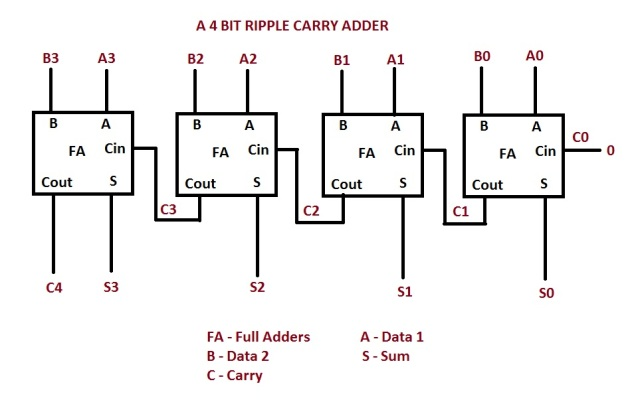 A 4 BIT RIPPLE CARRY ADDER
B3 A3 B2 A2 B1 A1 B0 A0
B A B A B A B A
C0
FA Cin FA Cin FA Cin FA Cin 0
Cout S Cout S Cout S Cout S
C3 C2 C1
C4 S3 S2 S1 S0
FA - Full Adders A - Data 1
B - Data 2 S - Sum
C - Carry